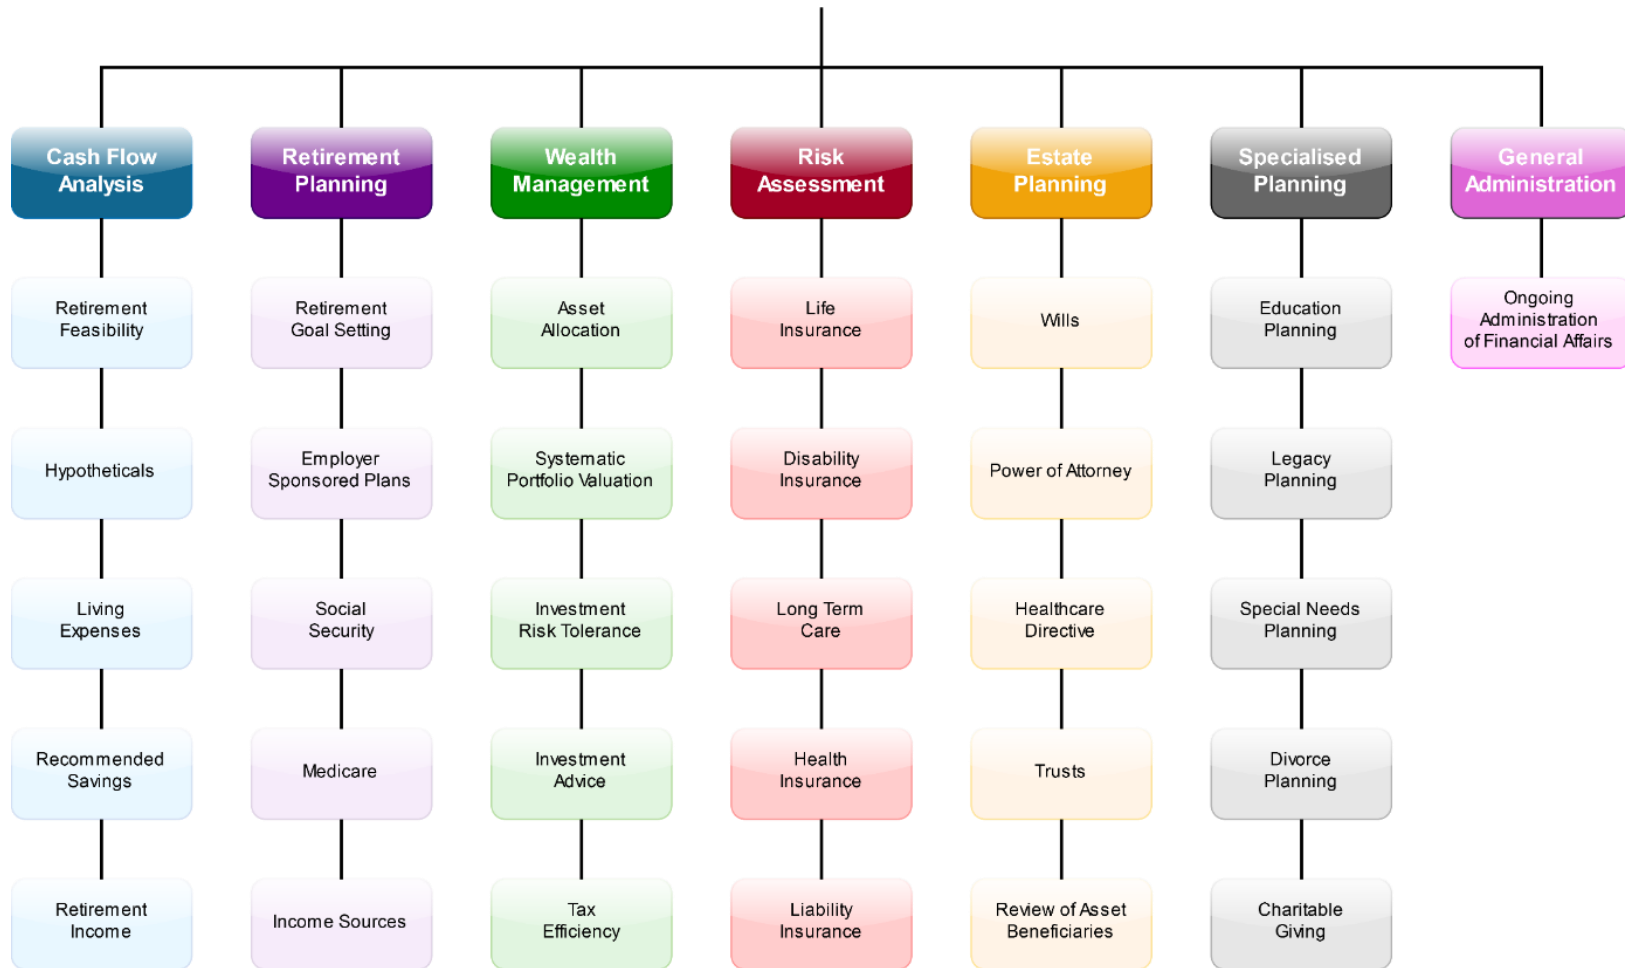 Cash Flow
Analysis
Retirement
Planning
Wealth
Management
Risk
Assessment
Estate
Planning
Specialised
Planning
General
Administration
Retirement
Feasibility
Retirement
Goal Setting
Asset
Allocation
Life
Insurance
Wills
Education
Planning
Ongoing
Administration
of Financial Affairs
Hypotheticals
Employer
Sponsored Plans
Systematic
Portfolio Valuation
Disability
Insurance
Power of Attorney
Legacy
Planning
Living
Expenses
Social
Security
Investment
Risk Tolerance
Long Term
Care
Healthcare
Directive
Special Needs
Planning
Recommended
Savings
Medicare
Investment
Advice
Health
Insurance
Trusts
Divorce
Planning
Retirement
Income
Income Sources
Tax
Efficiency
Liability
Insurance
Review of Asset
Beneficiaries
Charitable
Giving